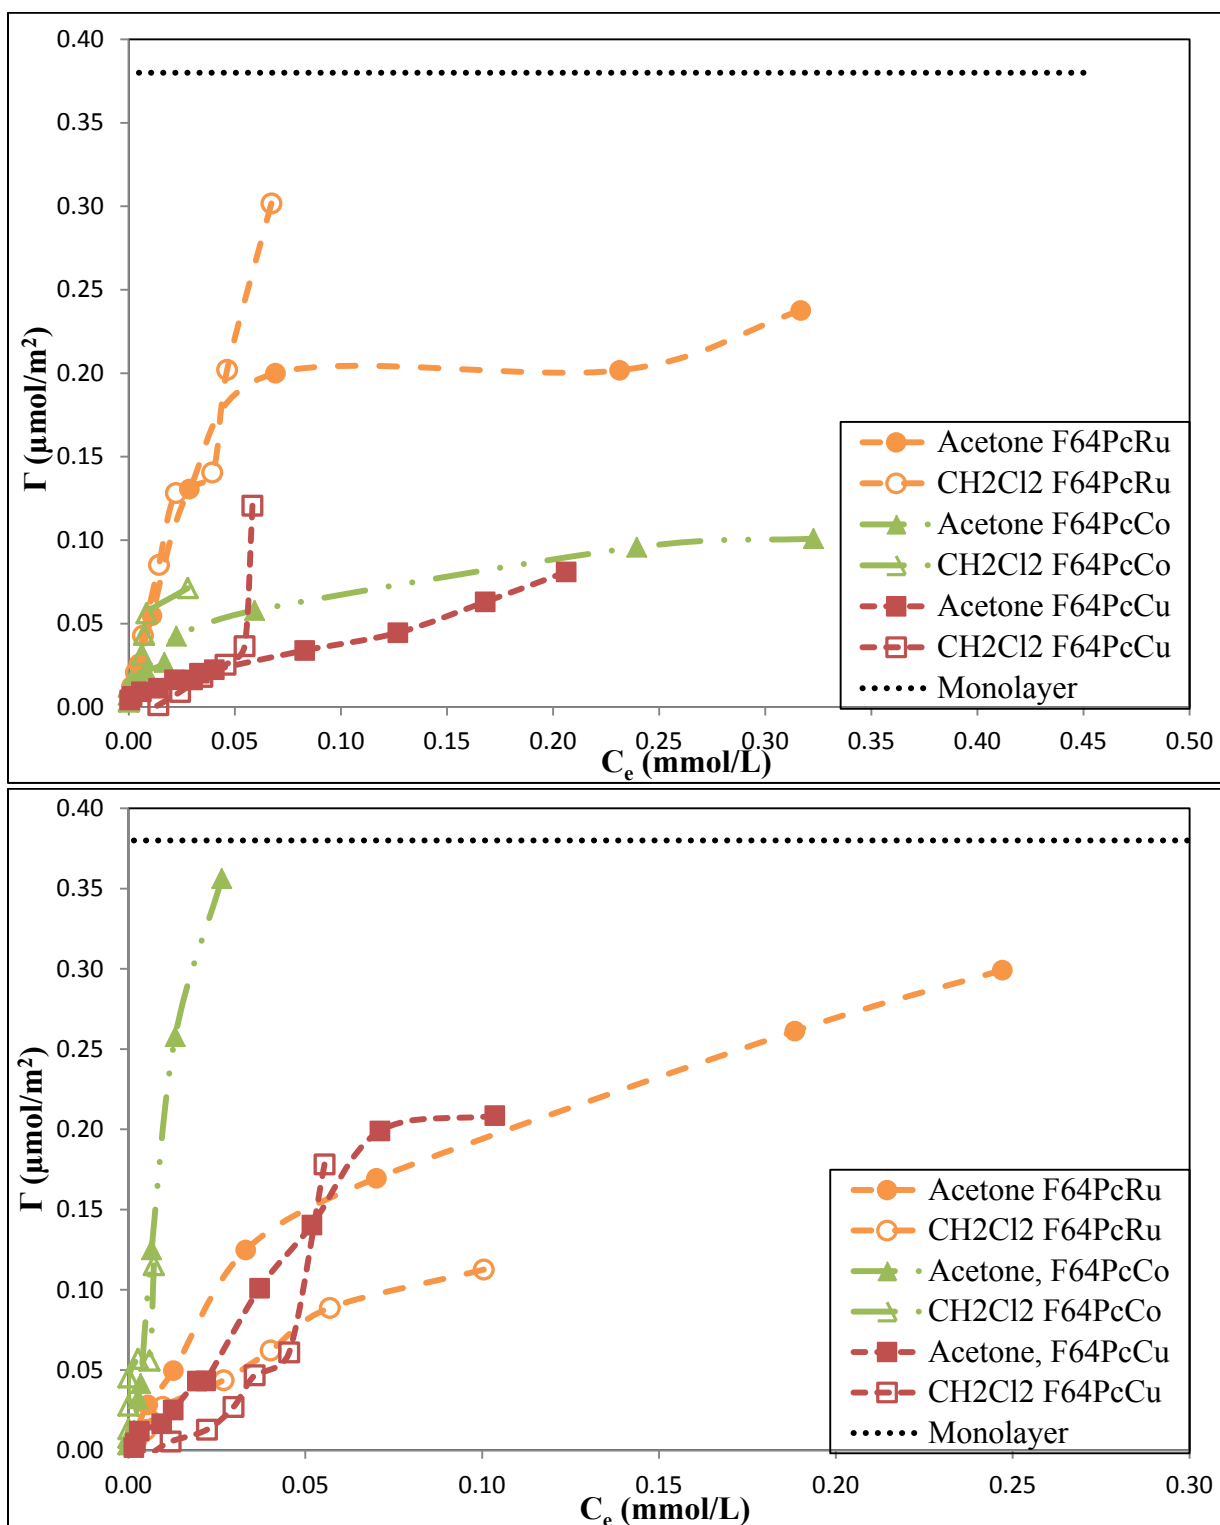 0.40
0.35
0.30
0.25
0.20
0.15
0.10
0.05
0.00
Γ (µmol/m²)
Acetone F64PcRu
CH2Cl2 F64PcRu
Acetone F64PcCo
CH2Cl2 F64PcCo
Acetone F64PcCu
CH2Cl2 F64PcCu
Monolayer
0.00 0.05 0.10 0.15 0.20 0.25 0.30 0.35 0.40 0.45 0.50
Cₑ (mmol/L)
0.40
0.35
0.30
0.25
0.20
0.15
0.10
0.05
0.00
Γ (µmol/m²)
Acetone F64PcRu
CH2Cl2 F64PcRu
Acetone, F64PcCo
CH2Cl2 F64PcCo
Acetone, F64PcCu
CH2Cl2 F64PcCu
Monolayer
0.00 0.05 0.10 0.15 0.20 0.25 0.30
Cₑ (mmol/L)